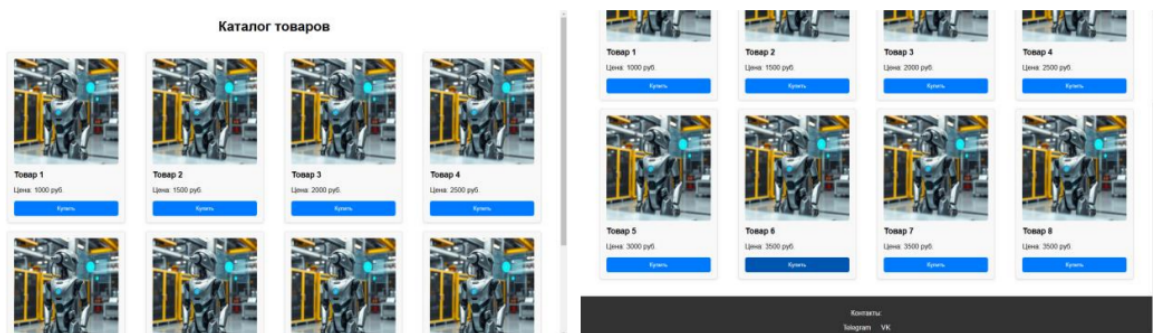 Каталог товаров
Товар 1
Цена: 1000 руб.
Купить
Товар 2
Цена: 1500 руб.
Купить
Товар 3
Цена: 2000 руб.
Купить
Товар 4
Цена: 2500 руб.
Купить
Товар 1
Цена: 1000 руб.
Купить
Товар 2
Цена: 1500 руб.
Купить
Товар 3
Цена: 2000 руб.
Купить
Товар 4
Цена: 2500 руб.
Купить
Товар 5
Цена: 3000 руб.
Купить
Товар 6
Цена: 3500 руб.
Купить
Товар 7
Цена: 3500 руб.
Купить
Товар 8
Цена: 3500 руб.
Купить
Контакты:
Telegram VK